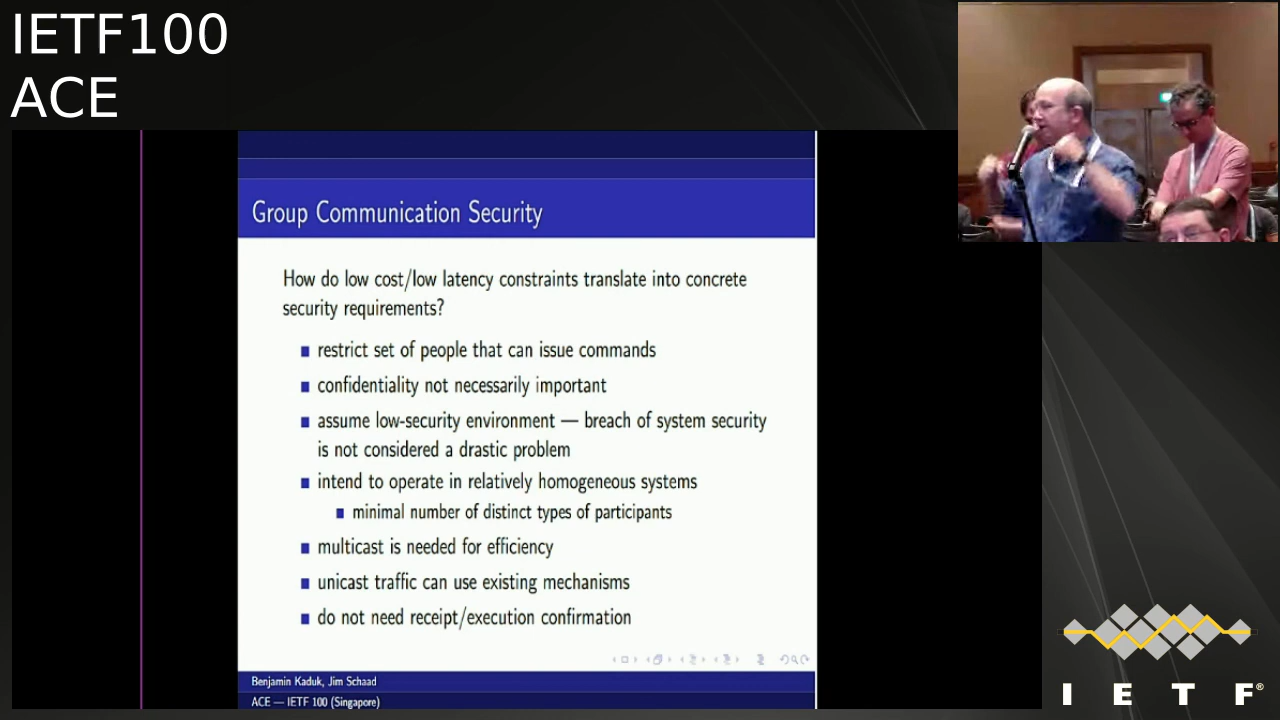 IETF100
ACE
Group Communication Security
How do low cost/low latency constraints translate into concrete
security requirements?
restrict set of people that can issue commands
confidentiality not necessarily important
assume low-security environment — breach of system security
is not considered a drastic problem
intend to operate in relatively homogeneous systems
minimal number of distinct types of participants
multicast is needed for efficiency
unicast traffic can use existing mechanisms
do not need receipt/execution confirmation
Benjamin Kaduk, Jim Schaad
ACE — IETF 100 (Singapore)
I E T F®